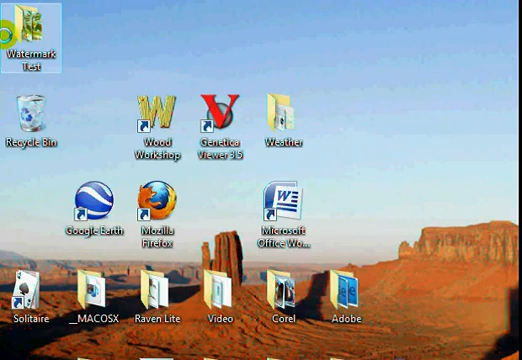 Watermark
Test
Recycle Bin
Wood
Workshop
Genetica
Viewer 3.5
Weather
Google Earth
Mozilla
Firefox
Microsoft
Office Wo...
Solitaire
__MACOSX
Raven Lite
Video
Corel
Adobe